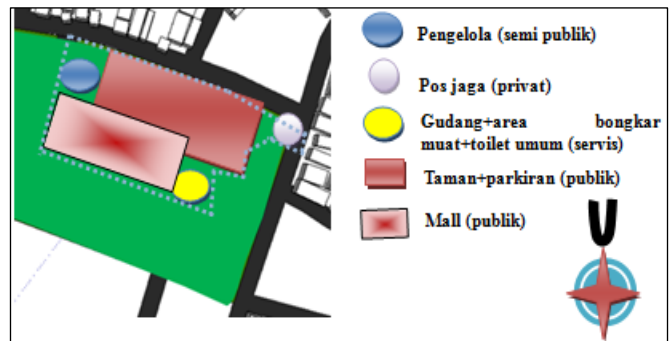 Pengelola (semi publik)
Pos jaga (privat)
Gudang+area bongkar
muat+toilet umum (servis)
Taman+parkiran (publik)
Mall (publik)
U